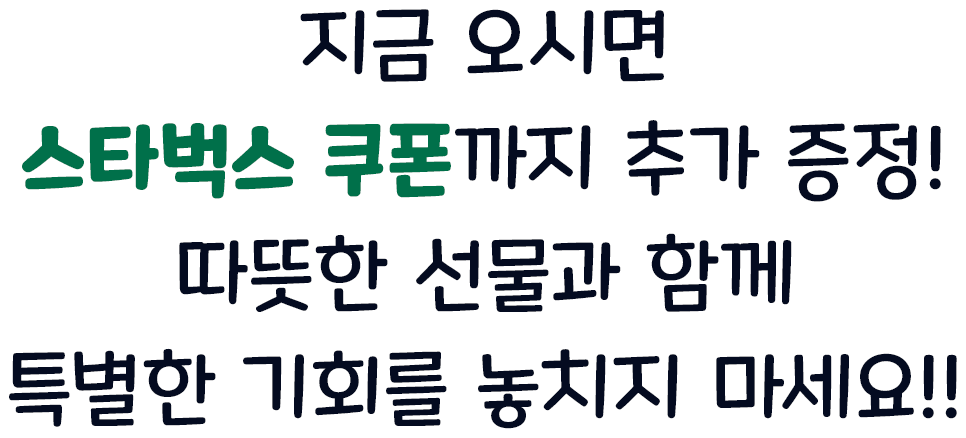 지금 오시면
스타벅스 쿠폰까지 추가 증정!
따뜻한 선물과 함께
특별한 기회를 놓치지 마세요!!